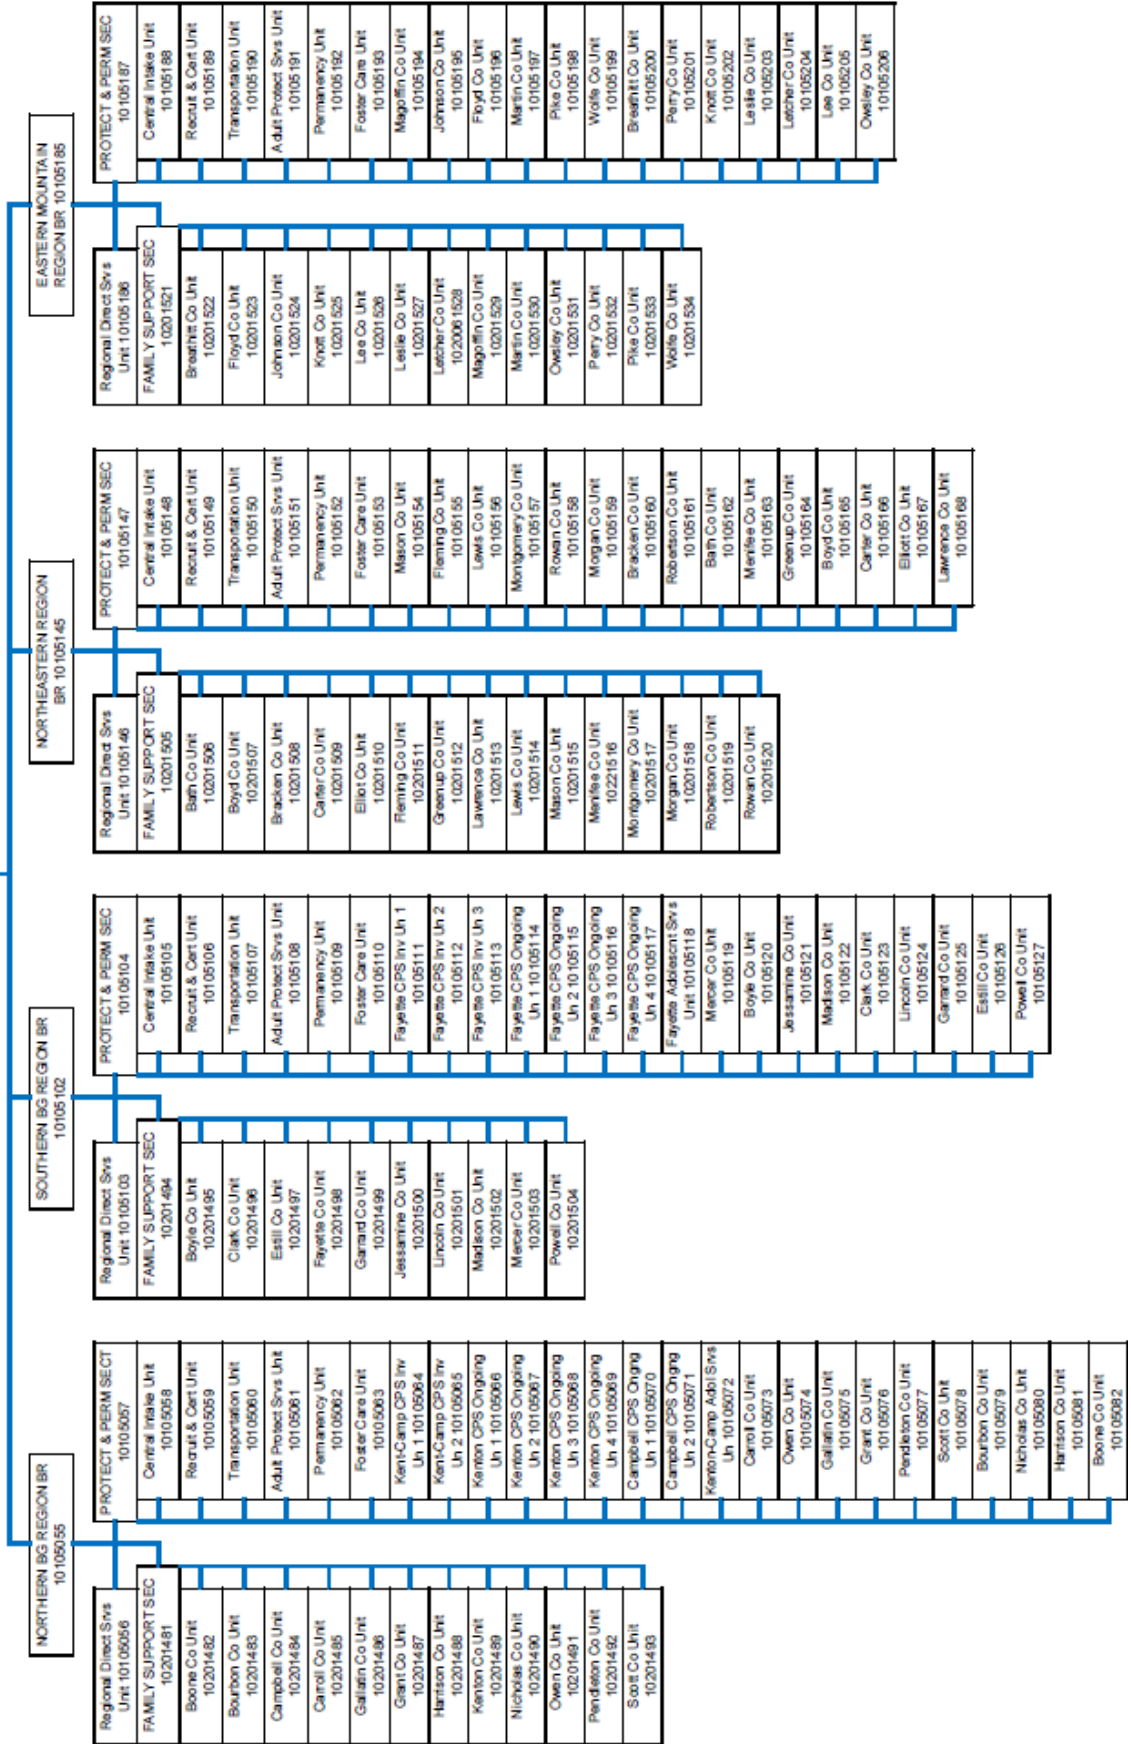 NORTHERN BG REGION BR
10105055
Regional Direct Srvs
Unit 10105056
FAMILY SUPPORT SEC
10201481
Boone Co Unit
10201482
Bourbon Co Unit
10201483
Campbell Co Unit
10201484
Carroll Co Unit
10201485
Gallatin Co Unit
10201486
Grant Co Unit
10201487
Harrison Co Unit
10201488
Kenton Co Unit
10201489
Nicholas Co Unit
10201490
Owen Co Unit
10201491
Pendleton Co Unit
10201492
Scott Co Unit
10201493
PROTECT & PERM SECT
10105057
Central Intake Unit
10105058
Recruit & Cert Unit
10105059
Transportation Unit
10105060
Adult Protect Srvs Unit
10105061
Permanency Unit
10105062
Foster Care Unit
10105063
Kent-Camp CPS Inv
Un 1 10105064
Kent-Camp CPS Inv
Un 2 10105065
Kenton CPS Ongoing
Un 1 10105066
Kenton CPS Ongoing
Un 2 10105067
Kenton CPS Ongoing
Un 3 10105068
Kenton CPS Ongoing
Un 4 10105069
Campbell CPS Ongng
Un 1 10105070
Campbell CPS Ongng
Un 2 10105071
Kenton-Camp Adol Srvs
Un 10105072
Carroll Co Unit
10105073
Owen Co Unit
10105074
Gallatin Co Unit
10105075
Grant Co Unit
10105076
Pendleton Co Unit
10105077
Scott Co Unit
10105078
Bourbon Co Unit
10105079
Nicholas Co Unit
10105080
Harrison Co Unit
10105081
Boone Co Unit
10105082
SOUTHERN BG REGION BR
10105102
Regional Direct Srvs
Unit 10105103
FAMILY SUPPORT SEC
10201494
Boyle Co Unit
10201495
Clark Co Unit
10201496
Estill Co Unit
10201497
Fayette Co Unit
10201498
Garrard Co Unit
10201499
Jessamine Co Unit
10201500
Lincoln Co Unit
10201501
Madison Co Unit
10201502
Mercer Co Unit
10201503
Powell Co Unit
10201504
PROTECT & PERM SEC
10105104
Central Intake Unit
10105105
Recruit & Cert Unit
10105106
Transportation Unit
10105107
Adult Protect Srvs Unit
10105108
Permanency Unit
10105109
Foster Care Unit
10105110
Fayette CPS Inv Un 1
10105111
Fayette CPS Inv Un 2
10105112
Fayette CPS Inv Un 3
10105113
Fayette CPS Ongoing
Un 1 10105114
Fayette CPS Ongoing
Un 2 10105115
Fayette CPS Ongoing
Un 3 10105116
Fayette CPS Ongoing
Un 4 10105117
Fayette Adolescnt Srvs
Unit 10105118
Mercer Co Unit
10105119
Boyle Co Unit
10105120
Jessamine Co Unit
10105121
Madison Co Unit
10105122
Clark Co Unit
10105123
Lincoln Co Unit
10105124
Garrard Co Unit
10105125
Estill Co Unit
10105126
Powell Co Unit
10105127
NORTHEASTERN REGION
BR 10105145
Regional Direct Srvs
Unit 10105146
FAMILY SUPPORT SEC
10201505
Bath Co Unit
10201506
Boyd Co Unit
10201507
Bracken Co Unit
10201508
Carter Co Unit
10201509
Elliot Co Unit
10201510
Fleming Co Unit
10201511
Greenup Co Unit
10201512
Lawrence Co Unit
10201513
Lewis Co Unit
10201514
Mason Co Unit
10201515
Menifee Co Unit
10221516
Montgomery Co Unit
10201517
Morgan Co Unit
10201518
Robertson Co Unit
10201519
Rowan Co Unit
10201520
PROTECT & PERM SEC
10105147
Central Intake Unit
10105148
Recruit & Cert Unit
10105149
Transportation Unit
10105150
Adult Protect Srvs Unit
10105151
Permanency Unit
10105152
Foster Care Unit
10105153
Mason Co Unit
10105154
Fleming Co Unit
10105155
Lewis Co Unit
10105156
Montgomery Co Unit
10105157
Rowan Co Unit
10105158
Morgan Co Unit
10105159
Bracken Co Unit
10105160
Robertson Co Unit
10105161
Bath Co Unit
10105162
Menifee Co Unit
10105163
Greenup Co Unit
10105164
Boyd Co Unit
10105165
Carter Co Unit
10105166
Elliott Co Unit
10105167
Lawrence Co Unit
10105168
EASTERN MOUNTAIN
REGION BR 10105185
Regional Direct Srvs
Unit 10105186
FAMILY SUPPORT SEC
10201521
Breathitt Co Unit
10201522
Floyd Co Unit
10201523
Johnson Co Unit
10201524
Knott Co Unit
10201525
Lee Co Unit
10201526
Leslie Co Unit
10201527
Letcher Co Unit
1020061528
Magoffin Co Unit
10201529
Martin Co Unit
10201530
Owsley Co Unit
10201531
Perry Co Unit
10201532
Pike Co Unit
10201533
Wolfe Co Unit
10201534
PROTECT & PERM SEC
10105187
Central Intake Unit
10105188
Recruit & Cert Unit
10105189
Transportation Unit
10105190
Adult Protect Srvs Unit
10105191
Permanency Unit
10105192
Foster Care Unit
10105193
Magoffin Co Unit
10105194
Johnson Co Unit
10105195
Floyd Co Unit
10105196
Martin Co Unit
10105197
Pike Co Unit
10105198
Wolfe Co Unit
10105199
Breathitt Co Unit
10105200
Perry Co Unit
10105201
Knott Co Unit
10105202
Leslie Co Unit
10105203
Letcher Co Unit
10105204
Lee Co Unit
10105205
Owsley Co Unit
10105206